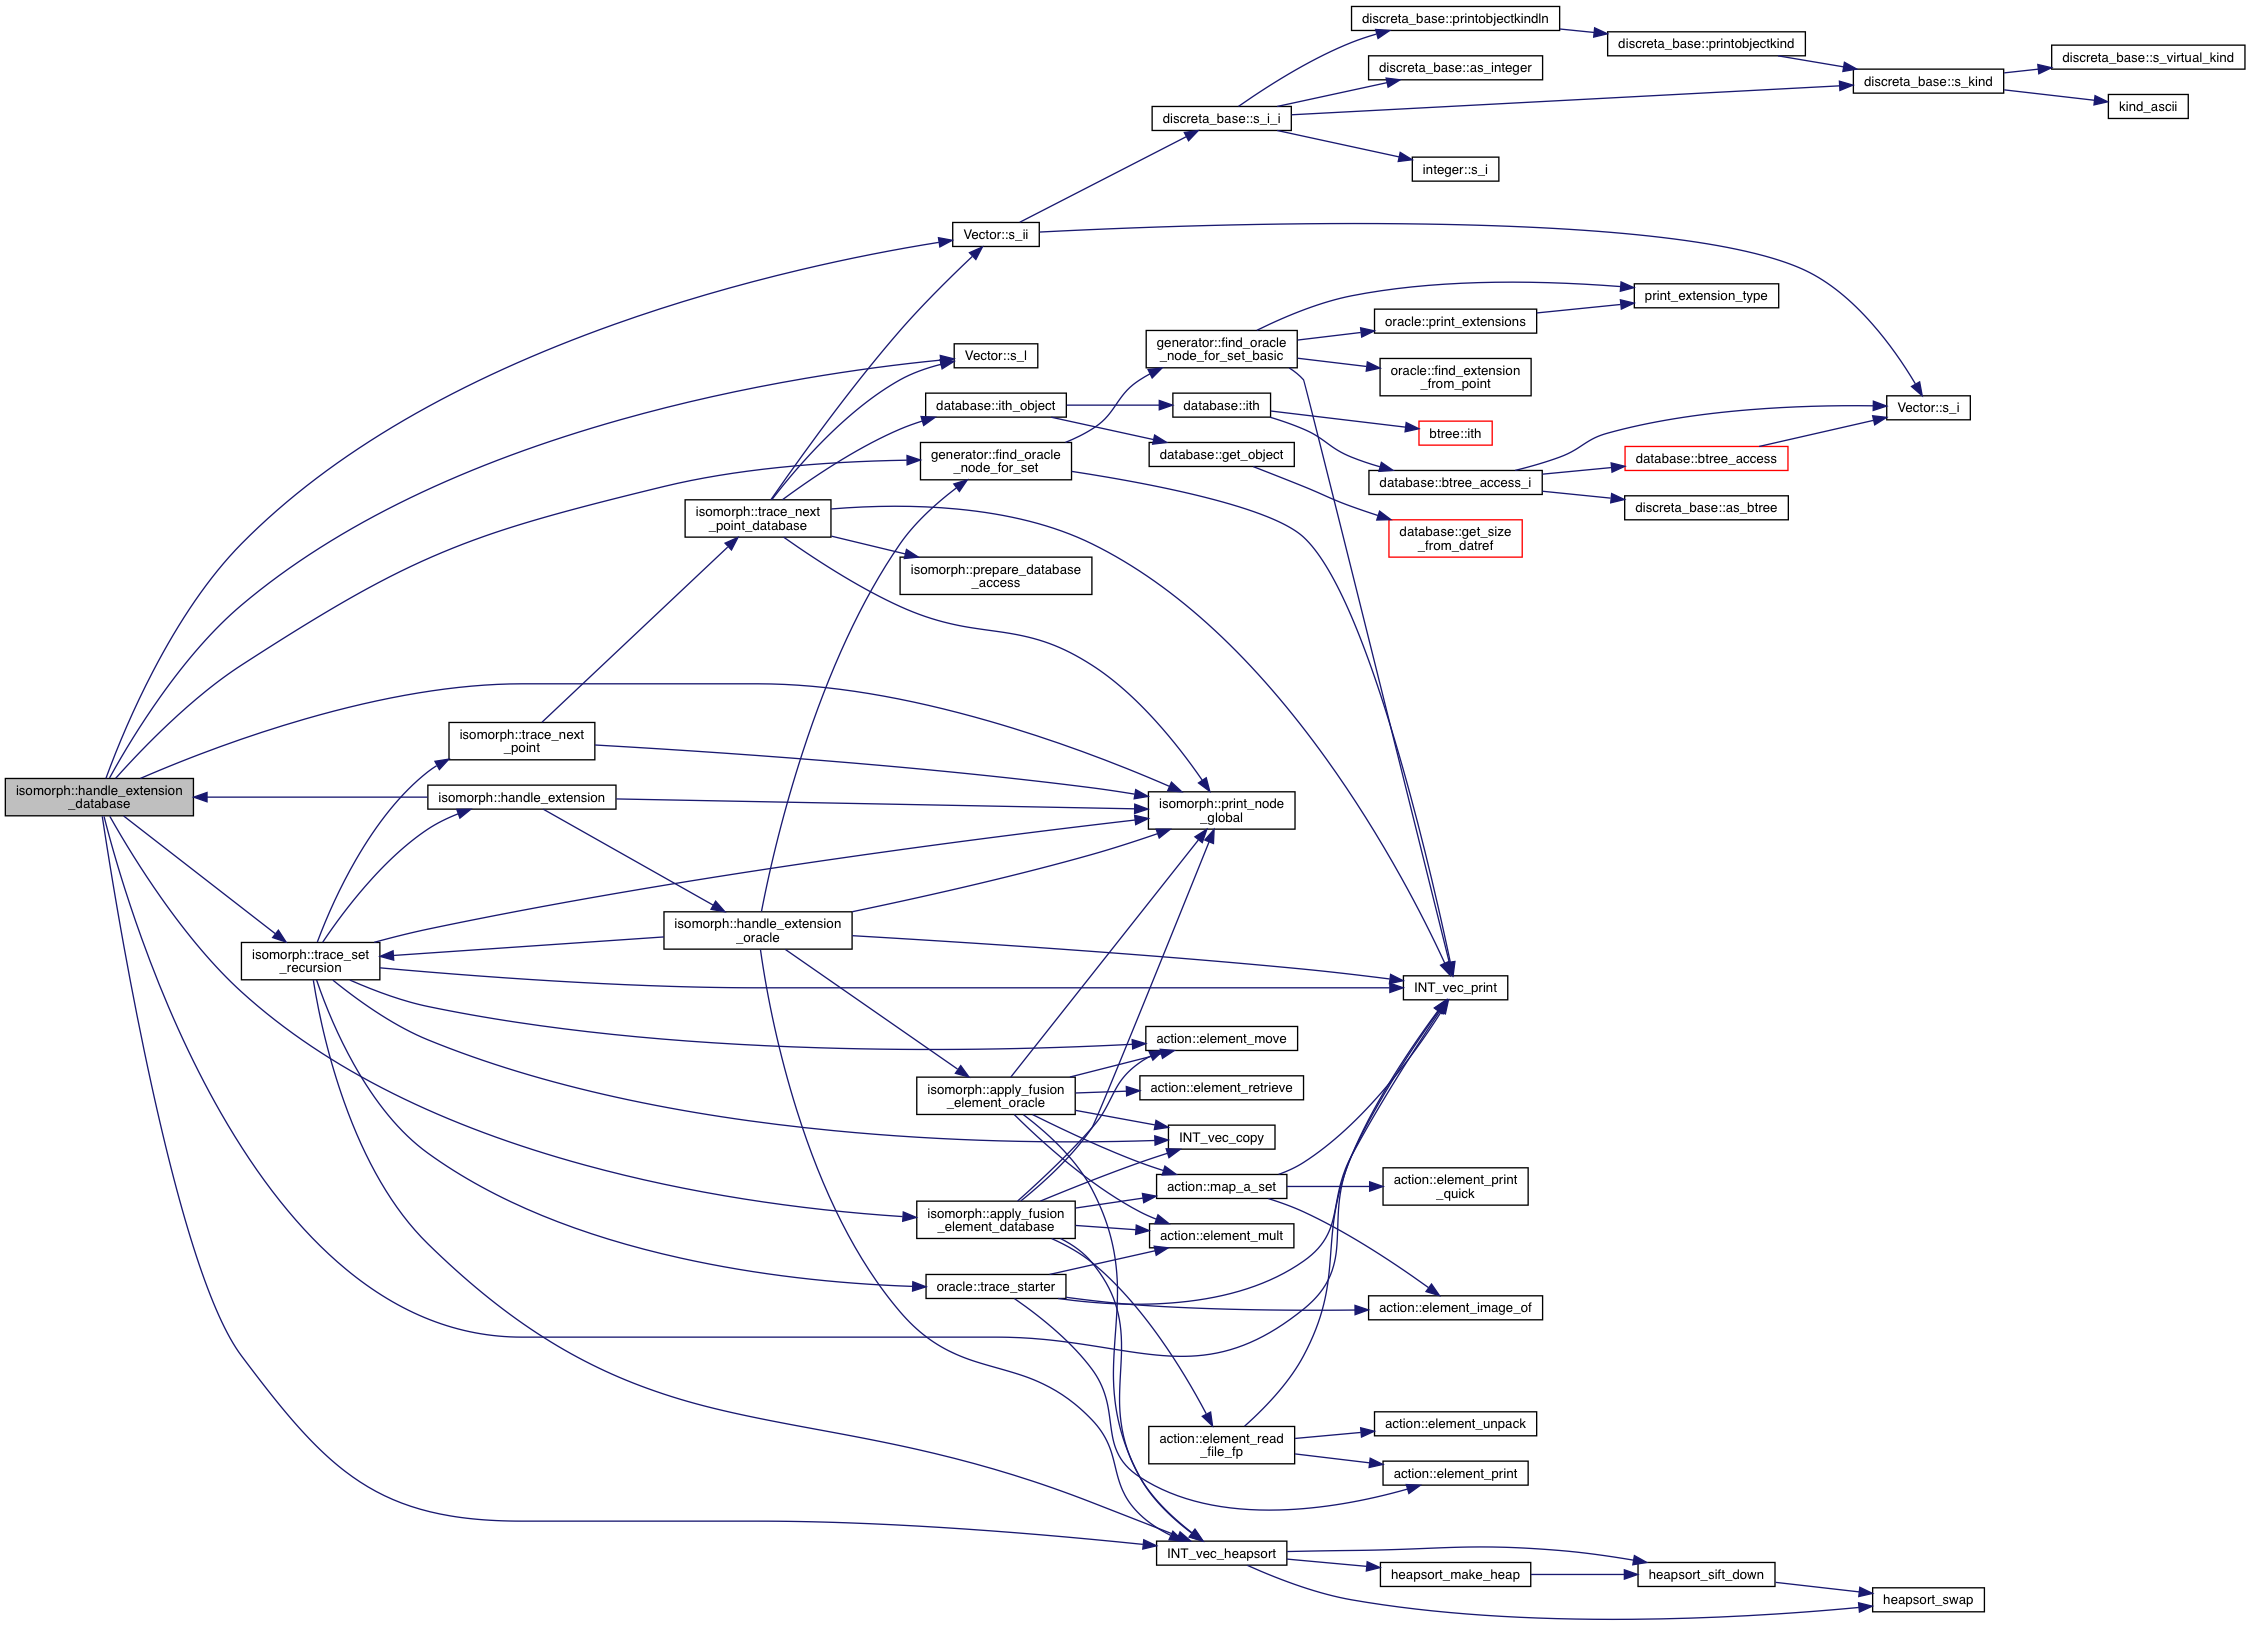 discreta_base::printobjectkindln
discreta_base::printobjectkind
discreta_base::s_virtual_kind
discreta_base::as_integer
discreta_base::s_kind
kind_ascii
discreta_base::s_i_i
integer::s_i
Vector::s_ii
print_extension_type
oracle::print_extensions
generator::find_oracle
_node_for_set_basic
Vector::s_l
oracle::find_extension
_from_point
database::ith_object
database::ith
Vector::s_i
btree::ith
generator::find_oracle
_node_for_set
database::get_object
database::btree_access
database::btree_access_i
discreta_base::as_btree
isomorph::trace_next
_point_database
database::get_size
_from_datref
isomorph::prepare_database
_access
isomorph::trace_next
_point
isomorph::handle_extension
_database
isomorph::handle_extension
isomorph::print_node
_global
isomorph::handle_extension
_oracle
isomorph::trace_set
_recursion
INT_vec_print
action::element_move
isomorph::apply_fusion
_element_oracle
action::element_retrieve
INT_vec_copy
action::map_a_set
action::element_print
_quick
isomorph::apply_fusion
_element_database
action::element_mult
oracle::trace_starter
action::element_image_of
action::element_read
_file_fp
action::element_unpack
action::element_print
INT_vec_heapsort
heapsort_make_heap
heapsort_sift_down
heapsort_swap